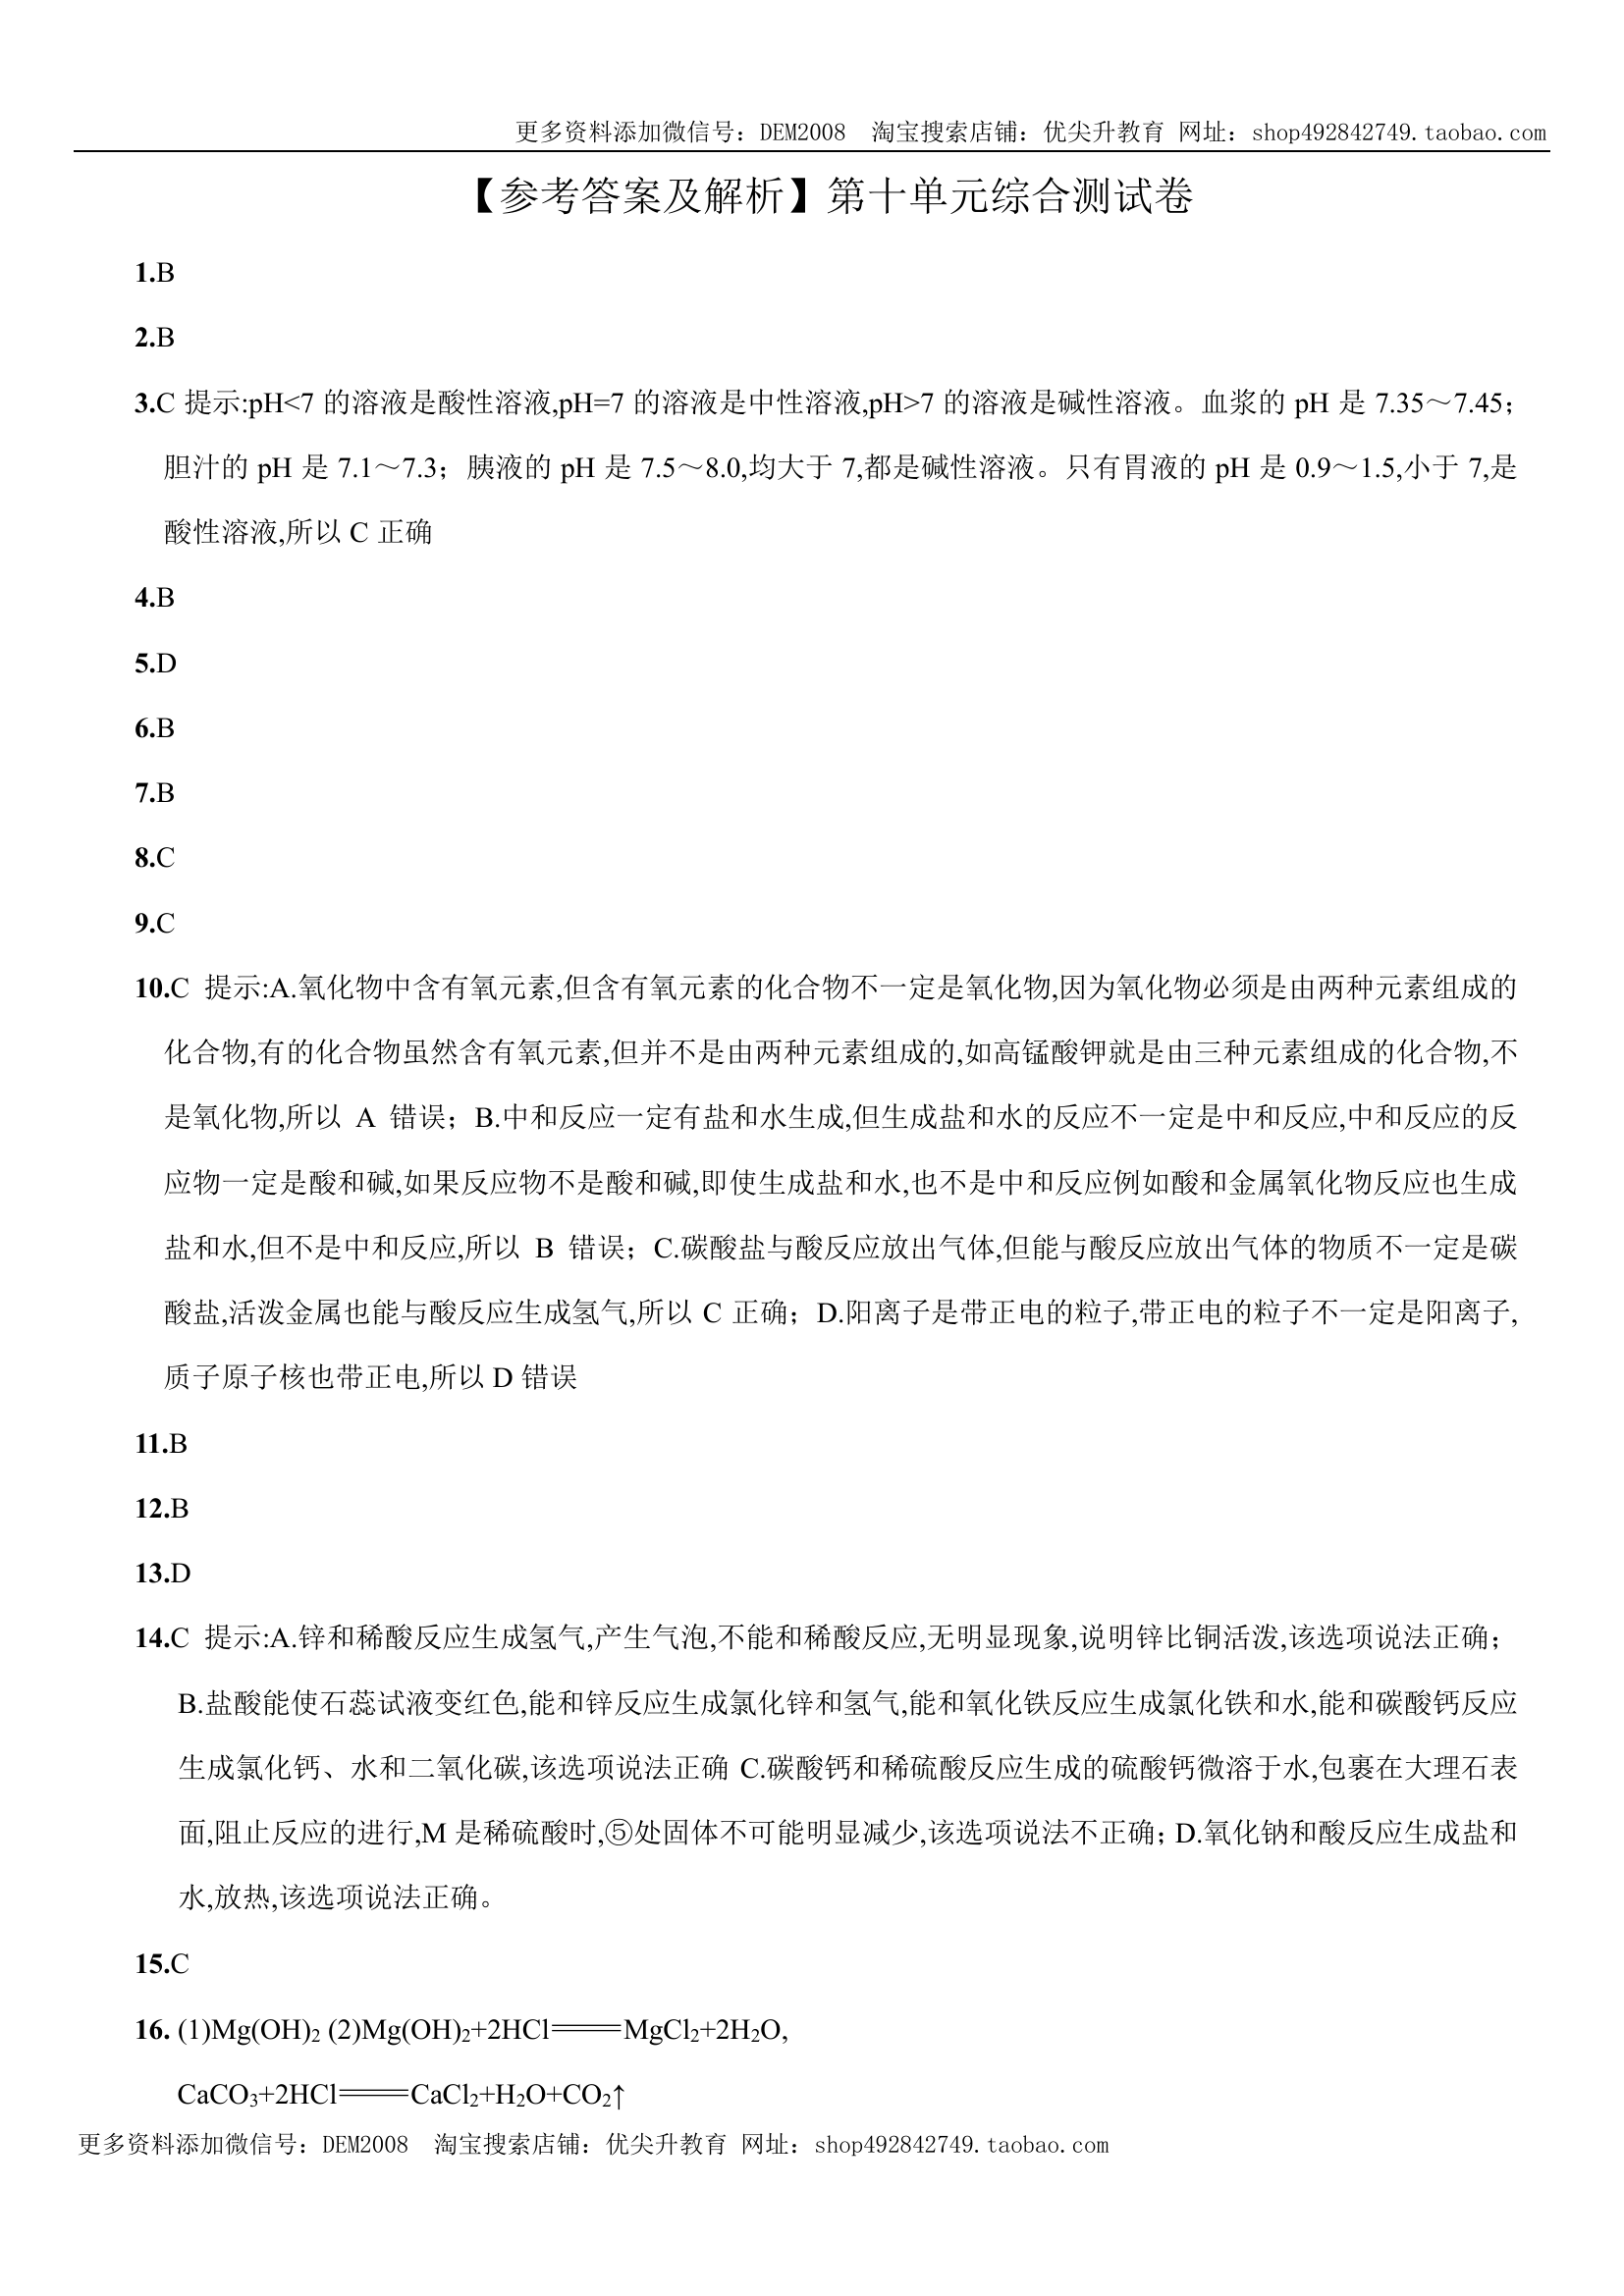 更多资料添加微信号：DEM2008  淘宝搜索店铺：优尖升教育 网址：shop492842749.taobao.com
【参考答案及解析】第十单元综合测试卷
1.B
2.B
3.C 提示:pH<7 的溶液是酸性溶液,pH=7 的溶液是中性溶液,pH>7 的溶液是碱性溶液。血浆的 pH 是 7.35～7.45；
胆汁的 pH 是 7.1～7.3；胰液的 pH 是 7.5～8.0,均大于 7,都是碱性溶液。只有胃液的 pH 是 0.9～1.5,小于 7,是
酸性溶液,所以 C 正确
4.B
5.D
6.B
7.B
8.C
9.C
10.C 提示:A.氧化物中含有氧元素,但含有氧元素的化合物不一定是氧化物,因为氧化物必须是由两种元素组成的
化合物,有的化合物虽然含有氧元素,但并不是由两种元素组成的,如高锰酸钾就是由三种元素组成的化合物,不
是氧化物,所以 A 错误；B.中和反应一定有盐和水生成,但生成盐和水的反应不一定是中和反应,中和反应的反
应物一定是酸和碱,如果反应物不是酸和碱,即使生成盐和水,也不是中和反应例如酸和金属氧化物反应也生成
盐和水,但不是中和反应,所以 B 错误；C.碳酸盐与酸反应放出气体,但能与酸反应放出气体的物质不一定是碳
酸盐,活泼金属也能与酸反应生成氢气,所以 C 正确；D.阳离子是带正电的粒子,带正电的粒子不一定是阳离子,
质子原子核也带正电,所以 D 错误
11.B
12.B
13.D
14.C 提示:A.锌和稀酸反应生成氢气,产生气泡,不能和稀酸反应,无明显现象,说明锌比铜活泼,该选项说法正确；
B.盐酸能使石蕊试液变红色,能和锌反应生成氯化锌和氢气,能和氧化铁反应生成氯化铁和水,能和碳酸钙反应
生成氯化钙、水和二氧化碳,该选项说法正确 C.碳酸钙和稀硫酸反应生成的硫酸钙微溶于水,包裹在大理石表
面,阻止反应的进行,M 是稀硫酸时,⑤处固体不可能明显减少,该选项说法不正确；D.氧化钠和酸反应生成盐和
水,放热,该选项说法正确。
15.C
16. (1)Mg(OH)₂ (2)Mg(OH)₂+2HCl═══MgCl₂+2H₂O,
CaCO₃+2HCl═══CaCl₂+H₂O+CO₂↑
更多资料添加微信号：DEM2008  淘宝搜索店铺：优尖升教育 网址：shop492842749.taobao.com